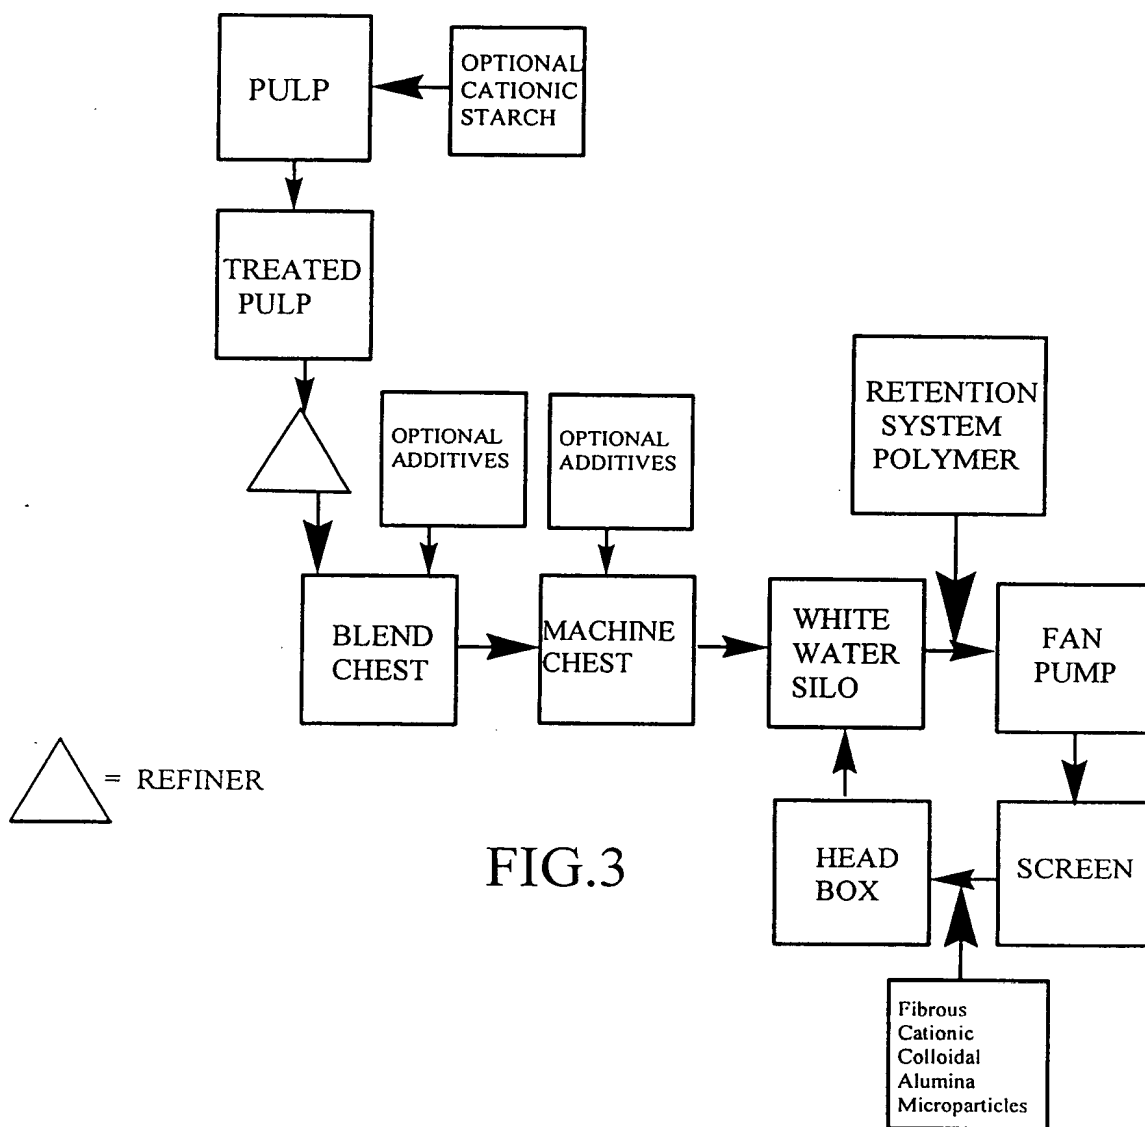 PULP
OPTIONAL
CATIONIC
STARCH
TREATED
PULP
OPTIONAL
ADDITIVES
OPTIONAL
ADDITIVES
RETENTION
SYSTEM
POLYMER
BLEND
CHEST
MACHINE
CHEST
WHITE
WATER
SILO
FAN
PUMP
= REFINER
HEAD
BOX
SCREEN
FIG.3
Fibrous
Cationic
Colloidal
Alumina
Microparticles